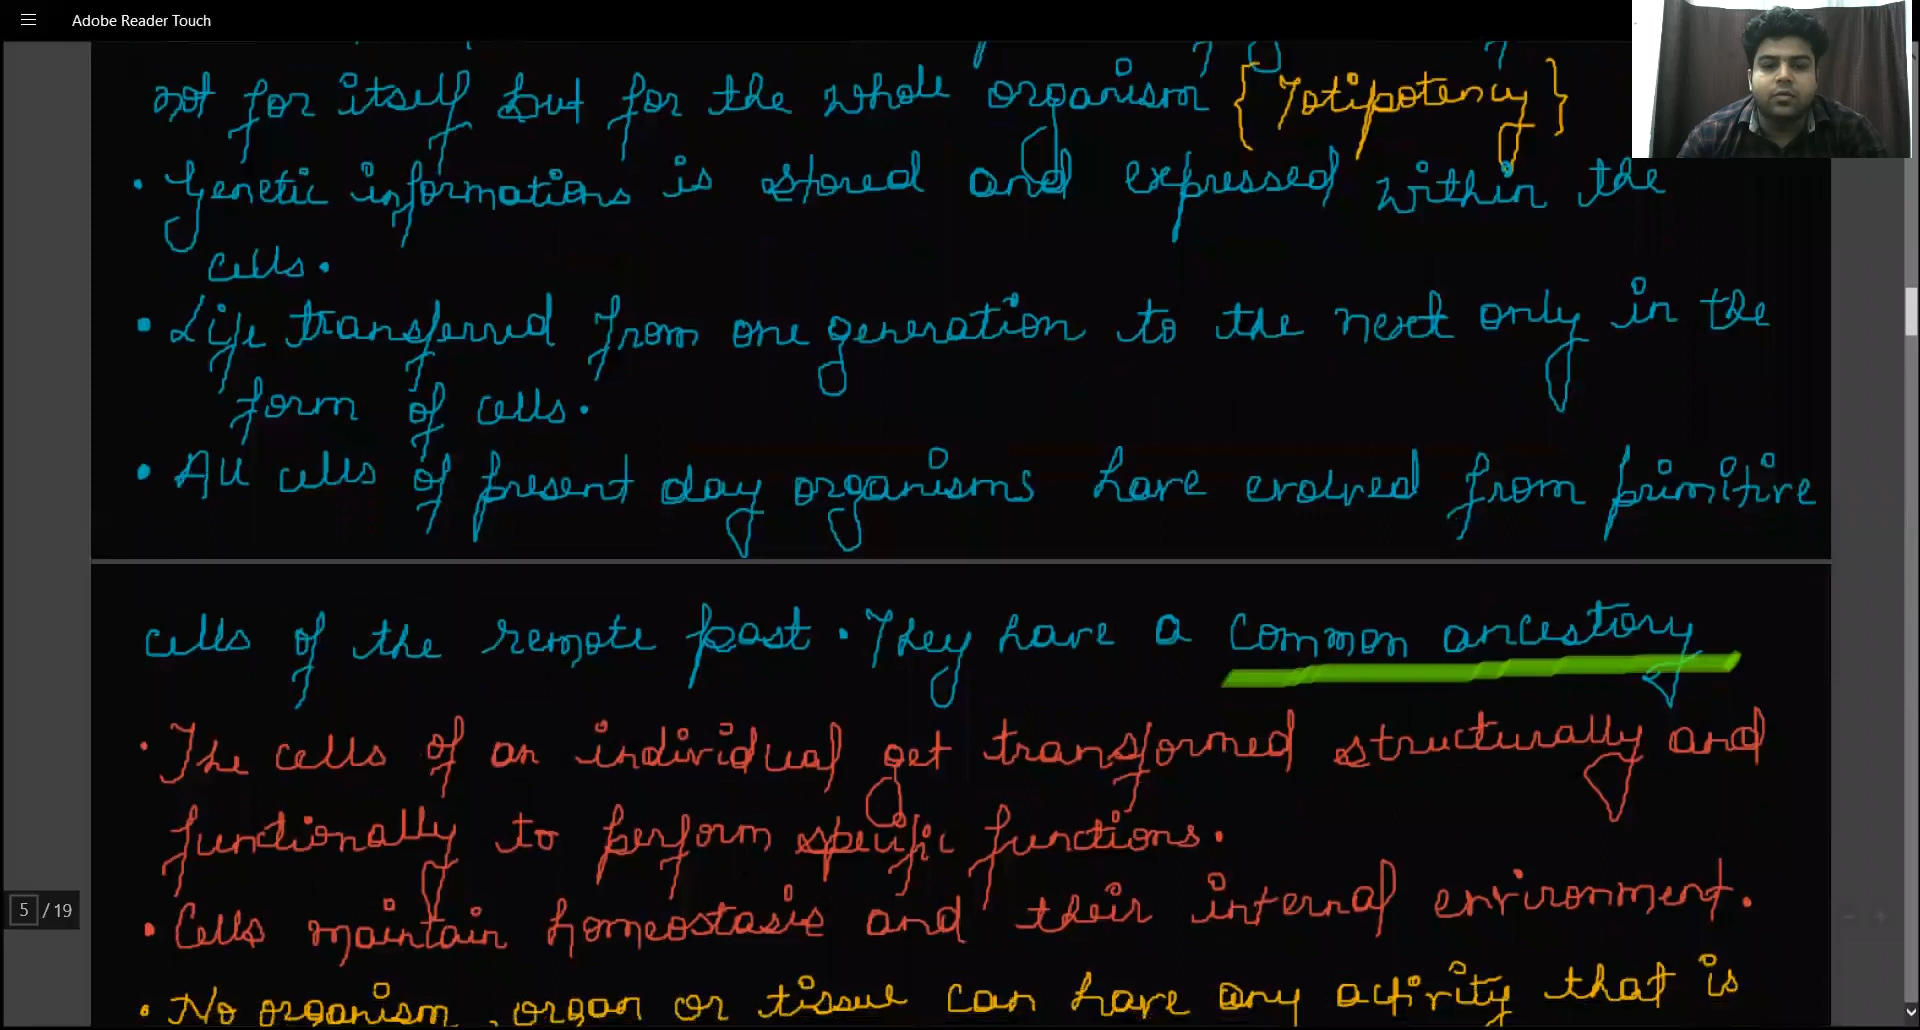 Adobe Reader Touch
not for itself but for the whole organism {Totipotency}
• Genetic informations is stored and expressed within the
cells.
• Life transferred from one generation to the next only in the
form of cells.
• All cells of present day organisms have evolved from primitive
cells of the remote past. They have a common ancestory
• The cells of an individual get transformed structurally and
functionally to perform specific functions.
• Cells maintain homeostasis and their internal environment.
• No organism, organ or tissue can have any activity that is
5 / 19